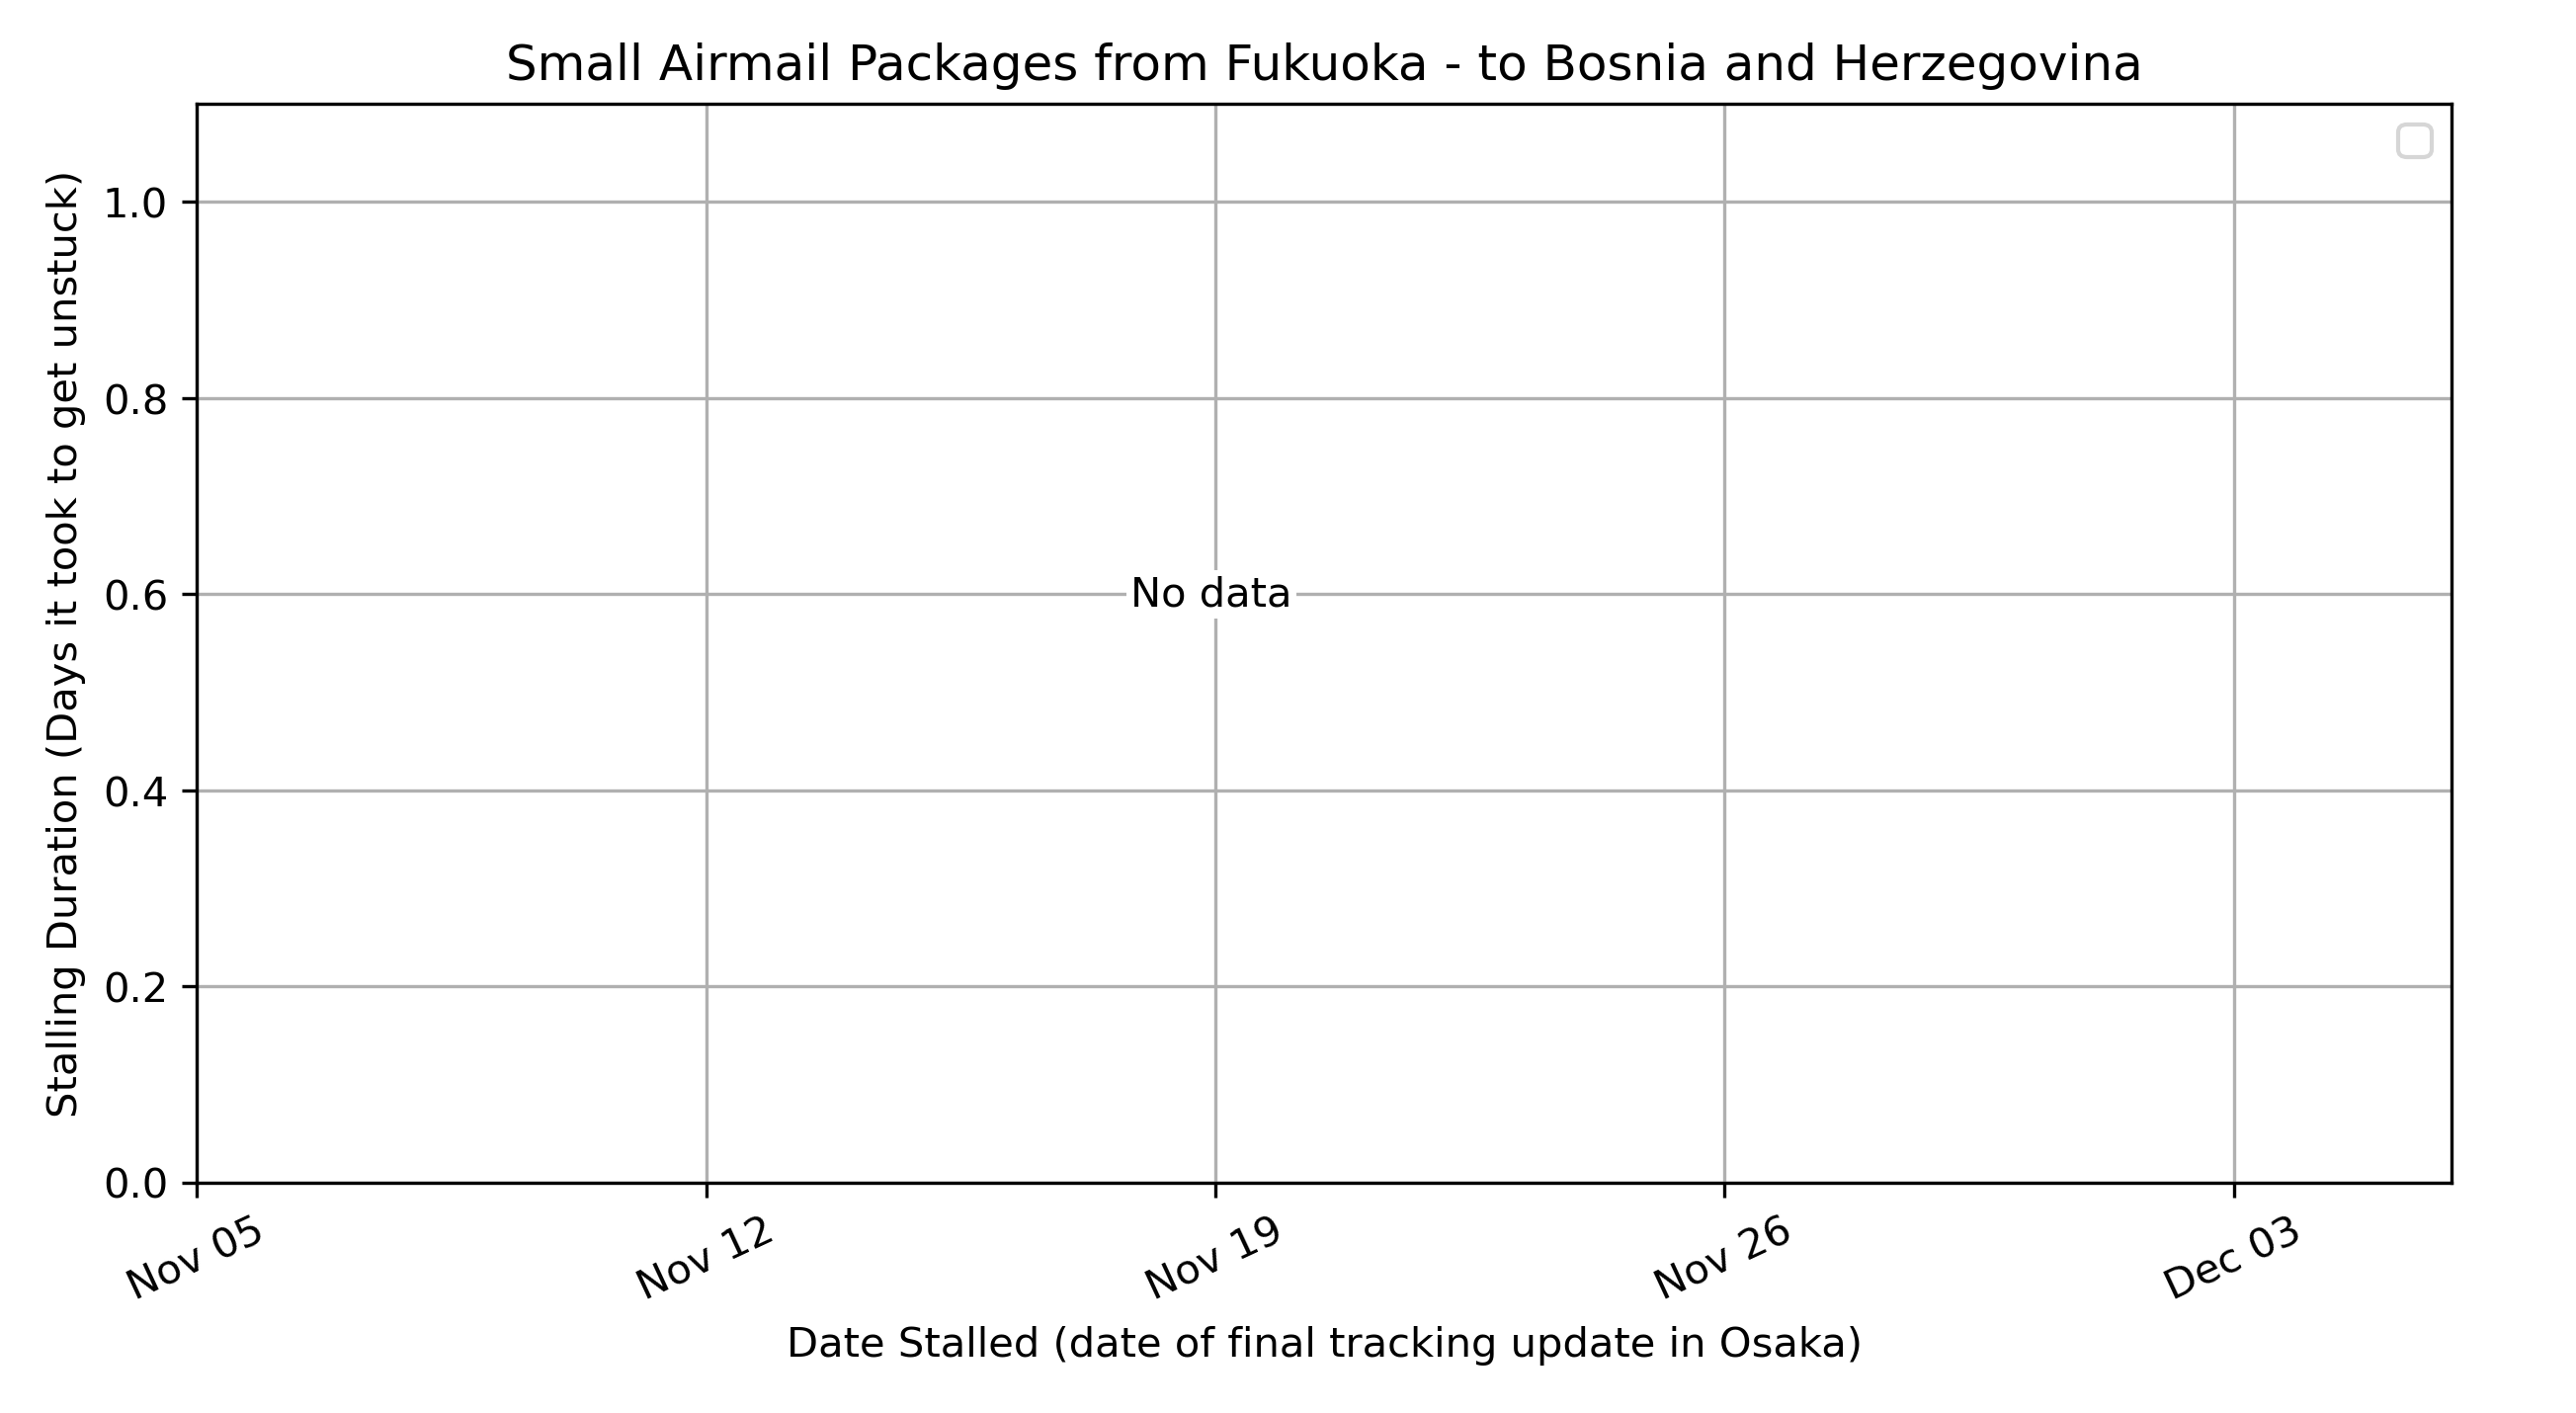 Small Airmail Packages from Fukuoka - to Bosnia and Herzegovina
Stalling Duration (Days it took to get unstuck)
1.0
0.8
0.6
0.4
0.2
0.0
No data
Nov 05
Nov 12
Nov 19
Nov 26
Dec 03
Date Stalled (date of final tracking update in Osaka)